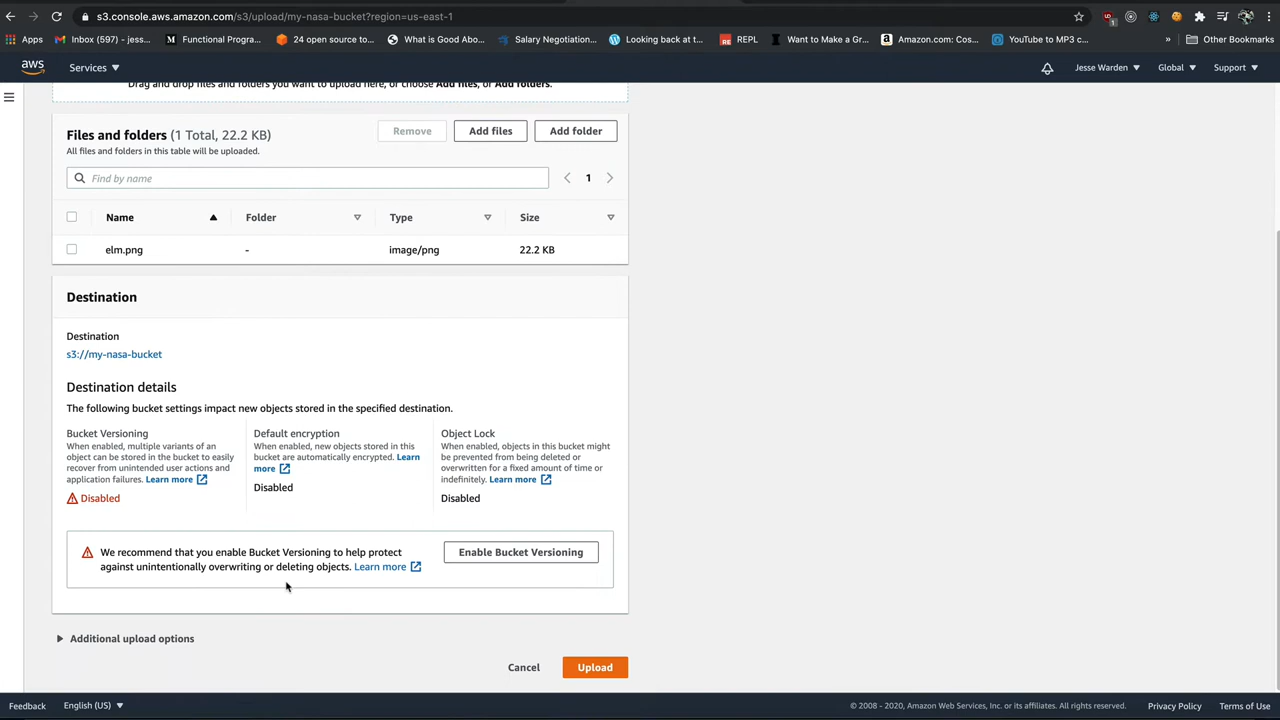 s3.console.aws.amazon.com/s3/upload/my-nasa-bucket?region=us-east-1
Apps Inbox (597) - jess... Functional Progra... 24 open source to... What is Good Abo... Salary Negotiation... Looking back at t... REPL Want to Make a Gr... Amazon.com: Cos... YouTube to MP3 c... » Other Bookmarks
aws Services Jesse Warden Global Support
Drag and drop files and folders you want to upload here, or choose Add files, or Add folders.
Files and folders (1 Total, 22.2 KB) Remove Add files Add folder
All files and folders in this table will be uploaded.
Find by name 1
Name Folder Type Size
elm.png - image/png 22.2 KB
Destination
Destination
s3://my-nasa-bucket
Destination details
The following bucket settings impact new objects stored in the specified destination.
Bucket Versioning
When enabled, multiple variants of an
object can be stored in the bucket to easily
recover from unintended user actions and
application failures. Learn more
Disabled
Default encryption
When enabled, new objects stored in this
bucket are automatically encrypted. Learn
more
Disabled
Object Lock
When enabled, objects in this bucket might
be prevented from being deleted or
overwritten for a fixed amount of time or
indefinitely. Learn more
Disabled
We recommend that you enable Bucket Versioning to help protect
against unintentionally overwriting or deleting objects. Learn more
Enable Bucket Versioning
Additional upload options
Cancel Upload
Feedback English (US) © 2008 - 2020, Amazon Web Services, Inc. or its affiliates. All rights reserved. Privacy Policy Terms of Use